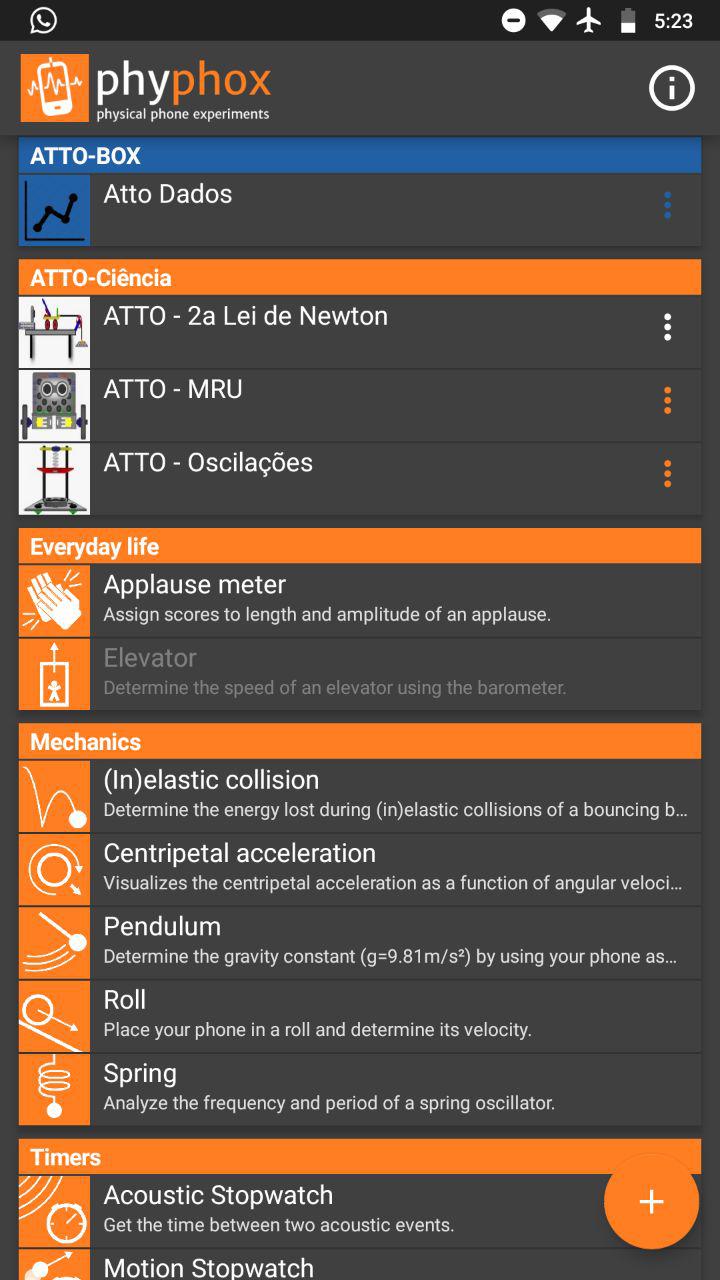 5:23
phyphox
physical phone experiments
ATTO-BOX
Atto Dados
ATTO-Ciência
ATTO - 2a Lei de Newton
ATTO - MRU
ATTO - Oscilações
Everyday life
Applause meter
Assign scores to length and amplitude of an applause.
Elevator
Determine the speed of an elevator using the barometer.
Mechanics
(In)elastic collision
Determine the energy lost during (in)elastic collisions of a bouncing b...
Centripetal acceleration
Visualizes the centripetal acceleration as a function of angular veloci...
Pendulum
Determine the gravity constant (g=9.81m/s²) by using your phone as...
Roll
Place your phone in a roll and determine its velocity.
Spring
Analyze the frequency and period of a spring oscillator.
Timers
Acoustic Stopwatch
Get the time between two acoustic events.
Motion Stopwatch